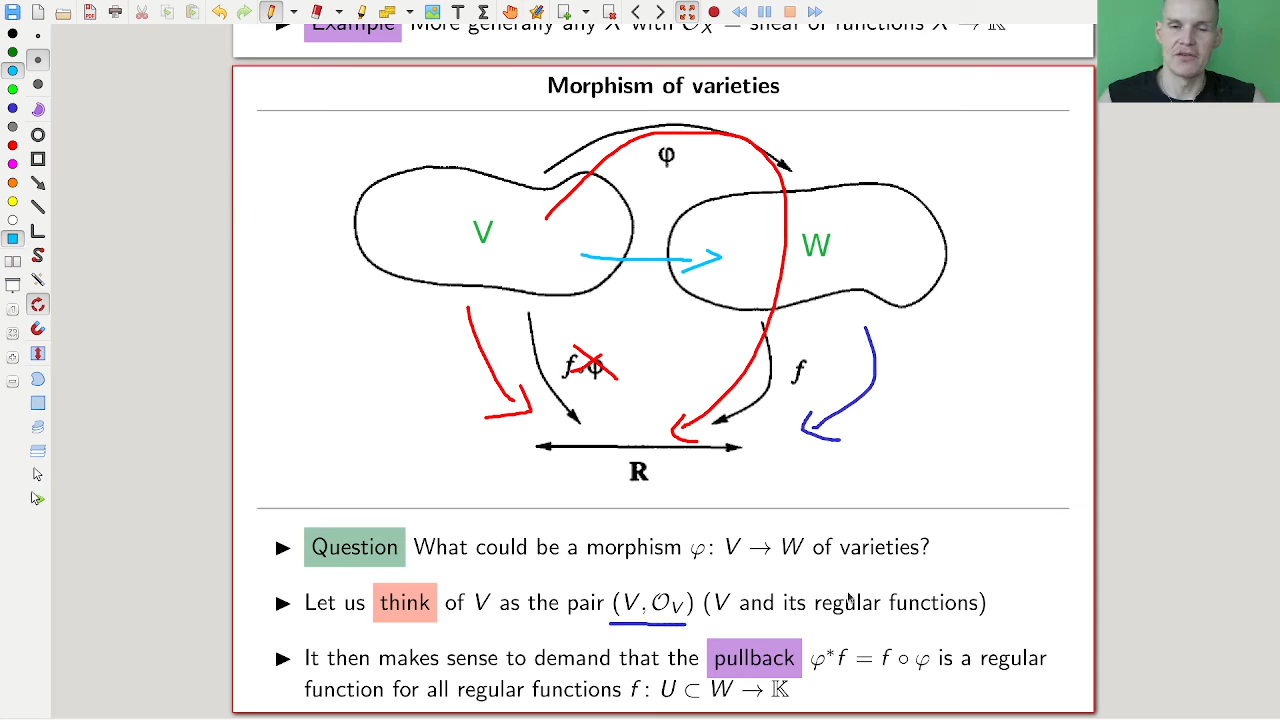 Example More generally any X with O_X = sheaf of functions X → 𝕂
Morphism of varieties
φ
V
W
f∘φ
f
R
Question What could be a morphism φ: V → W of varieties?
Let us think of V as the pair (V, O_V) (V and its regular functions)
It then makes sense to demand that the pullback φ*f = f ∘ φ is a regular
function for all regular functions f: U ⊂ W → 𝕂